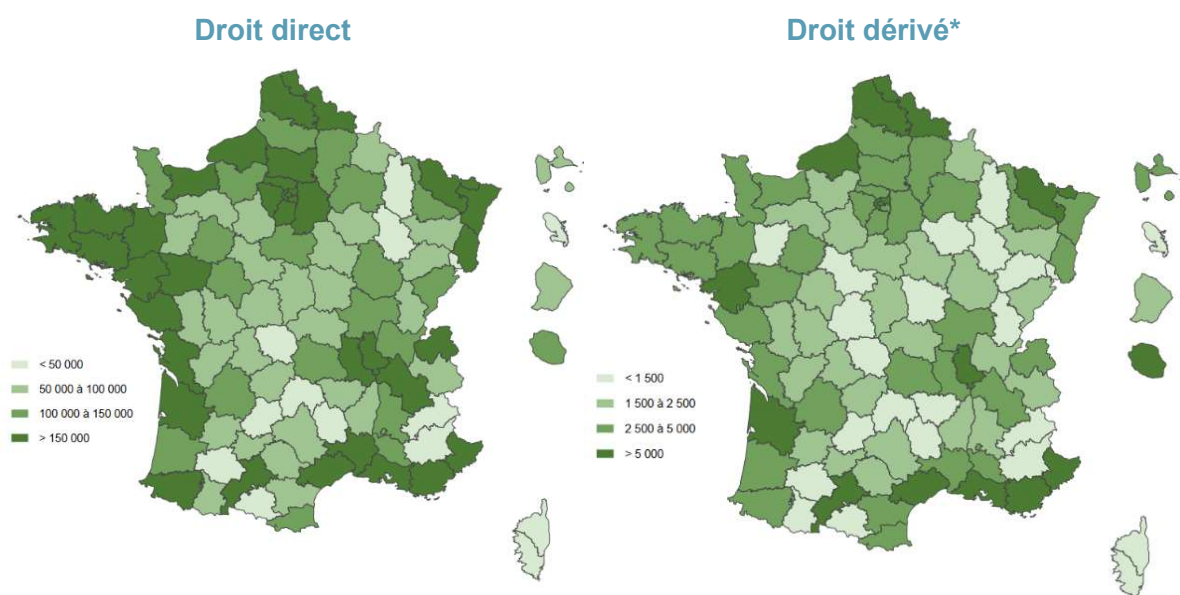 Droit direct
Droit dérivé*
< 50 000
50 000 à 100 000
100 000 à 150 000
> 150 000
< 1 500
1 500 à 2 500
2 500 à 5 000
> 5 000